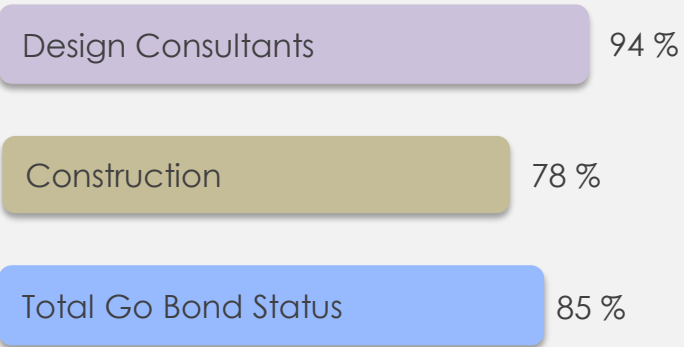 Design Consultants 94 %
Construction 78 %
Total Go Bond Status 85 %